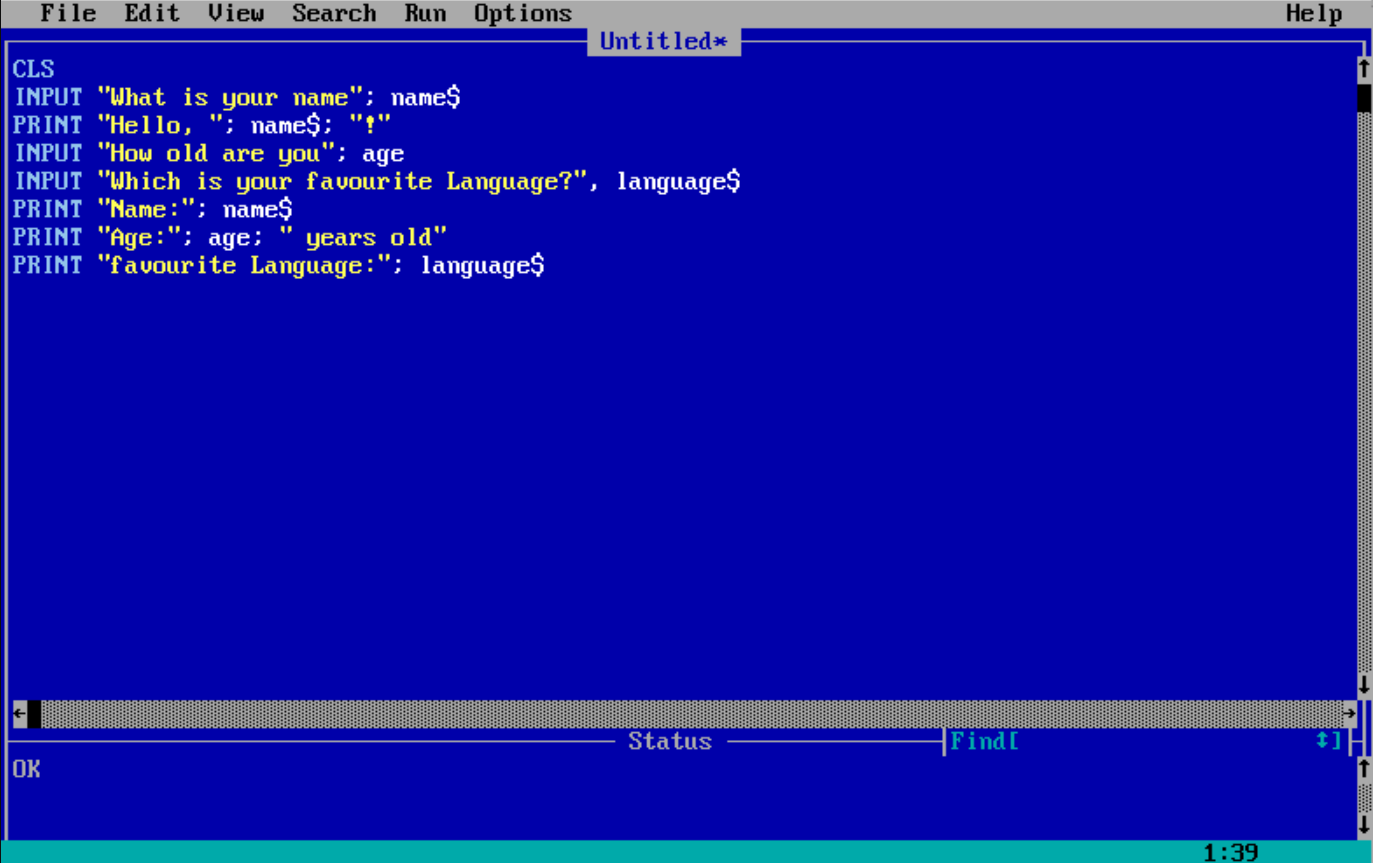 File Edit View Search Run Options Help
Untitled*
CLS
INPUT "What is your name"; name$
PRINT "Hello, "; name$; "!"
INPUT "How old are you"; age
INPUT "Which is your favourite Language?", language$
PRINT "Name:"; name$
PRINT "Age:"; age; " years old"
PRINT "favourite Language:"; language$
Status Find[ ↕]
OK
1:39